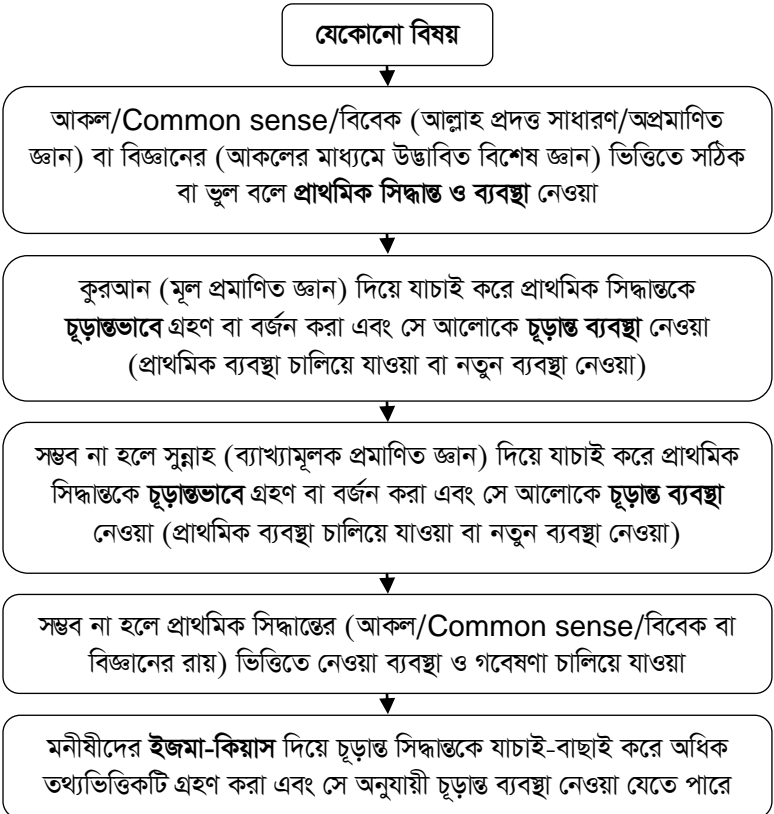 যেকোনো বিষয়
আকল/Common sense/বিবেক (আল্লাহ প্রদত্ত সাধারণ/অপ্রমাণিত
জ্ঞান) বা বিজ্ঞানের (আকলের মাধ্যমে উদ্ভাবিত বিশেষ জ্ঞান) ভিত্তিতে সঠিক
বা ভুল বলে প্রাথমিক সিদ্ধান্ত ও ব্যবস্থা নেওয়া
কুরআন (মূল প্রমাণিত জ্ঞান) দিয়ে যাচাই করে প্রাথমিক সিদ্ধান্তকে
চূড়ান্তভাবে গ্রহণ বা বর্জন করা এবং সে আলোকে চূড়ান্ত ব্যবস্থা নেওয়া
(প্রাথমিক ব্যবস্থা চালিয়ে যাওয়া বা নতুন ব্যবস্থা নেওয়া)
সম্ভব না হলে সুন্নাহ (ব্যাখ্যামূলক প্রমাণিত জ্ঞান) দিয়ে যাচাই করে প্রাথমিক
সিদ্ধান্তকে চূড়ান্তভাবে গ্রহণ বা বর্জন করা এবং সে আলোকে চূড়ান্ত ব্যবস্থা
নেওয়া (প্রাথমিক ব্যবস্থা চালিয়ে যাওয়া বা নতুন ব্যবস্থা নেওয়া)
সম্ভব না হলে প্রাথমিক সিদ্ধান্তের (আকল/Common sense/বিবেক বা
বিজ্ঞানের রায়) ভিত্তিতে নেওয়া ব্যবস্থা ও গবেষণা চালিয়ে যাওয়া
মনীষীদের ইজমা-কিয়াস দিয়ে চূড়ান্ত সিদ্ধান্তকে যাচাই-বাছাই করে অধিক
তথ্যভিত্তিকটি গ্রহণ করা এবং সে অনুযায়ী চূড়ান্ত ব্যবস্থা নেওয়া যেতে পারে